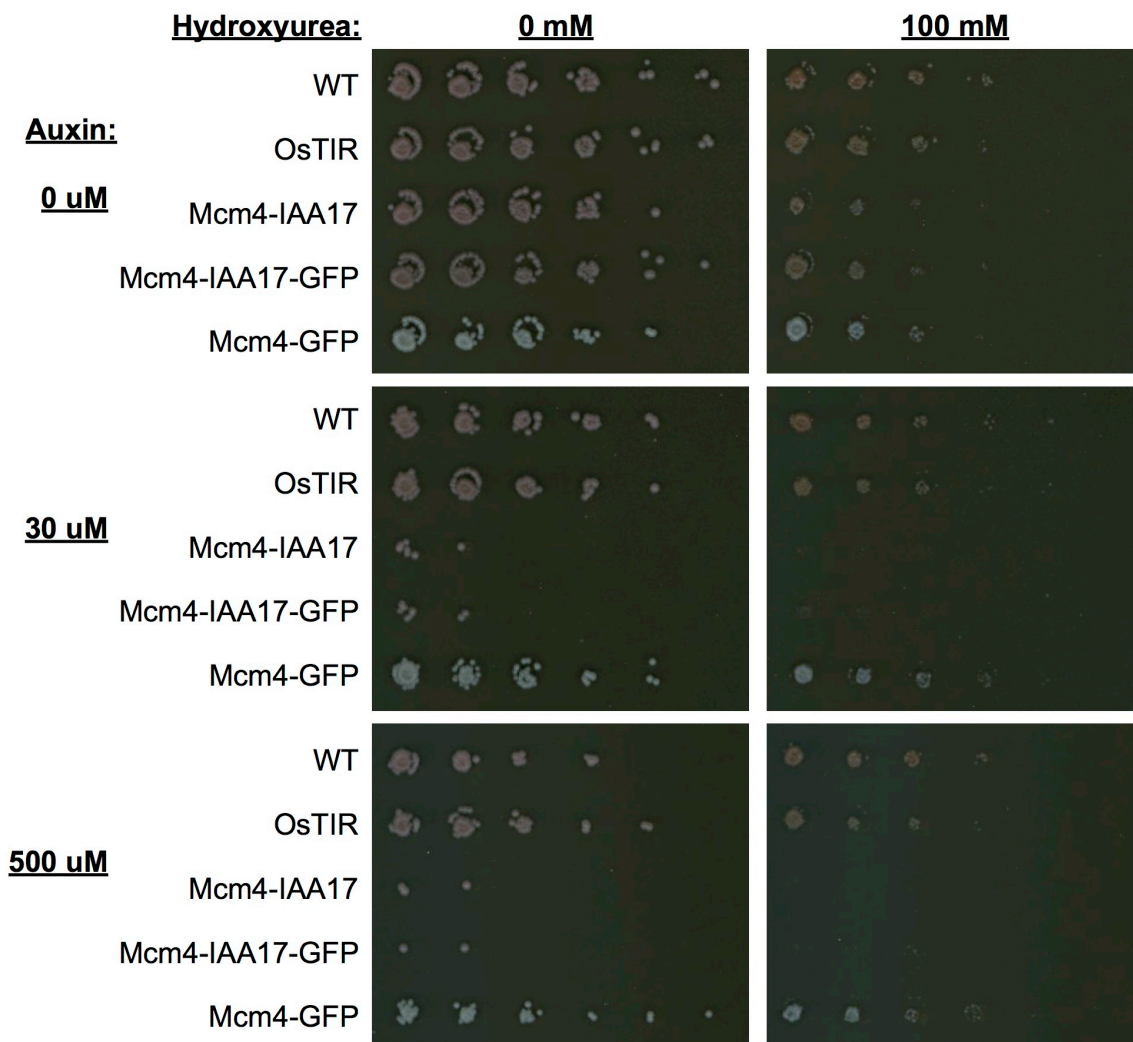 Hydroxyurea: 0 mM 100 mM
WT
Auxin:
OsTIR
0 uM
Mcm4-IAA17
Mcm4-IAA17-GFP
Mcm4-GFP
WT
OsTIR
30 uM
Mcm4-IAA17
Mcm4-IAA17-GFP
Mcm4-GFP
WT
OsTIR
500 uM
Mcm4-IAA17
Mcm4-IAA17-GFP
Mcm4-GFP